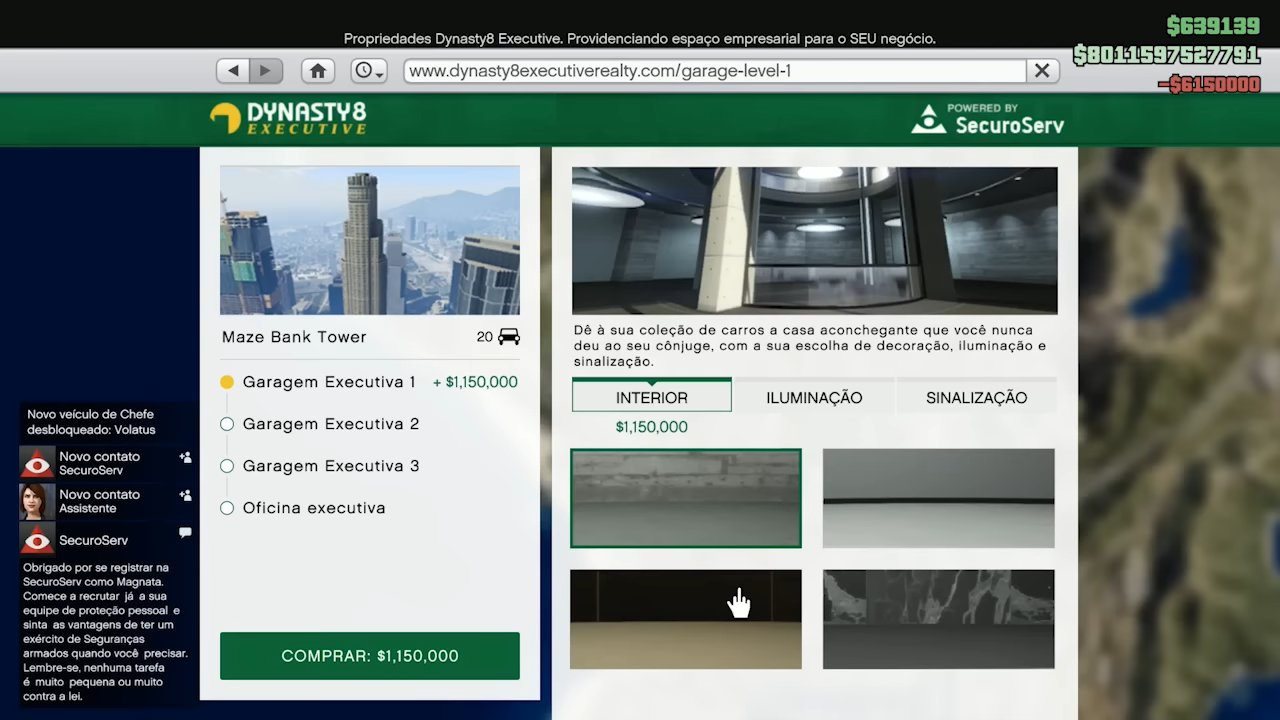 Propriedades Dynasty8 Executive. Providenciando espaço empresarial para o SEU negócio.
$639139
$8011597527791
-$6150000
www.dynasty8executiverealty.com/garage-level-1
DYNASTY8
EXECUTIVE
POWERED BY
SecuroServ
Maze Bank Tower 20
Garagem Executiva 1 + $1,150,000
Garagem Executiva 2
Garagem Executiva 3
Oficina executiva
COMPRAR: $1,150,000
Dê à sua coleção de carros a casa aconchegante que você nunca
deu ao seu cônjuge, com a sua escolha de decoração, iluminação e
sinalização.
INTERIOR ILUMINAÇÃO SINALIZAÇÃO
$1,150,000
Novo veículo de Chefe
desbloqueado: Volatus
Novo contato
SecuroServ
Novo contato
Assistente
SecuroServ
Obrigado por se registrar na
SecuroServ como Magnata.
Comece a recrutar já a sua
equipe de proteção pessoal e
sinta as vantagens de ter um
exército de Seguranças
armados quando você precisar.
Lembre-se, nenhuma tarefa
é muito pequena ou muito
contra a lei.